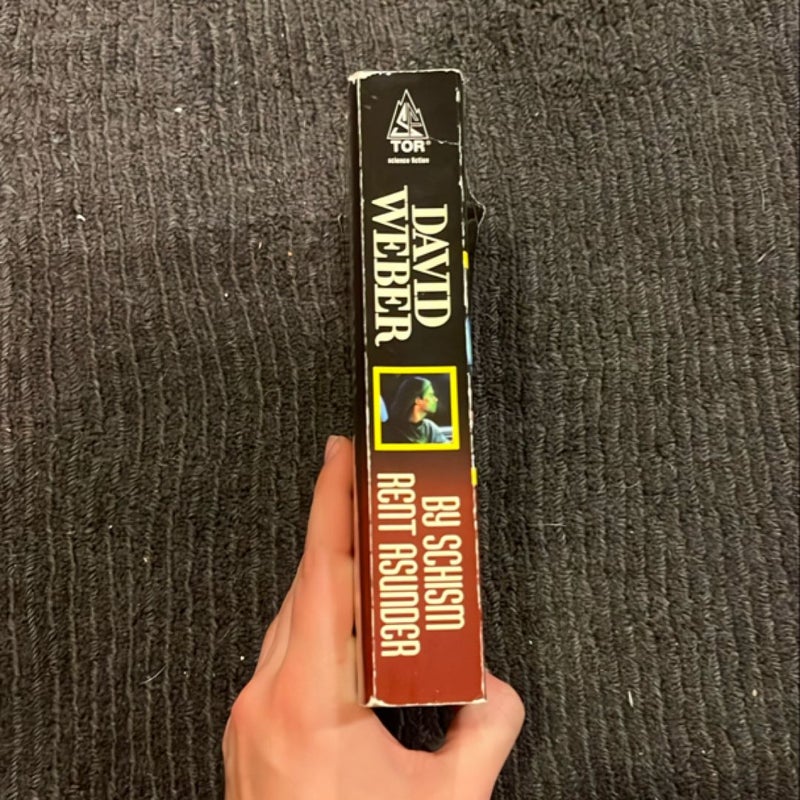 TOR®
science fiction
DAVID
WEBER
BY SCHISM
RENT ASUNDER